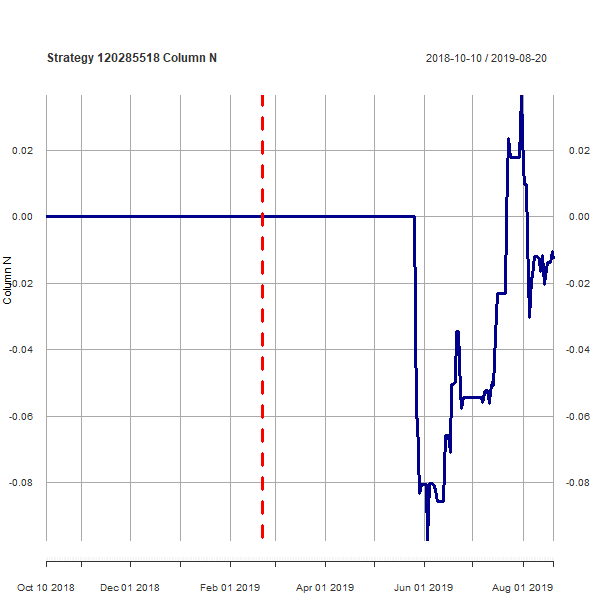 Strategy 120285518 Column N
2018-10-10 / 2019-08-20
Column N
0.02
0.00
-0.02
-0.04
-0.06
-0.08
0.02
0.00
-0.02
-0.04
-0.06
-0.08
Oct 10 2018
Dec 01 2018
Feb 01 2019
Apr 01 2019
Jun 01 2019
Aug 01 2019